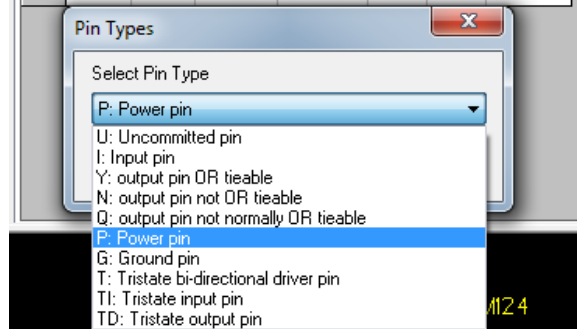 Pin Types
Select Pin Type
P: Power pin
U: Uncommitted pin
I: Input pin
Y: output pin OR tieable
N: output pin not OR tieable
Q: output pin not normally OR tieable
P: Power pin
G: Ground pin
T: Tristate bi-directional driver pin
TI: Tristate input pin
TD: Tristate output pin